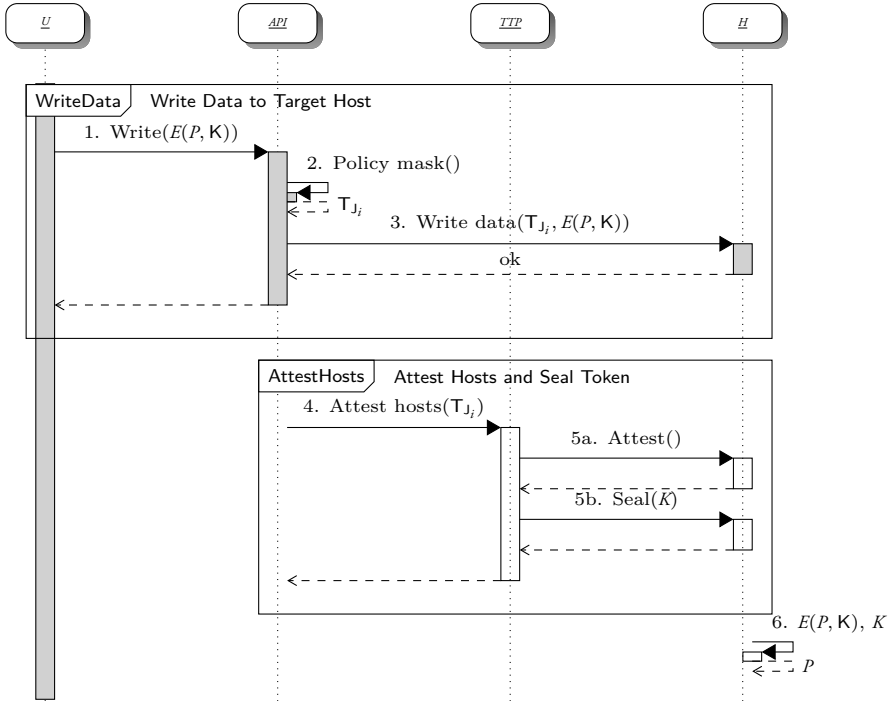 U API TTP H
WriteData Write Data to Target Host
1. Write(E(P, K))
2. Policy mask()
T_{J_i}
3. Write data(T_{J_i}, E(P, K))
ok
AttestHosts Attest Hosts and Seal Token
4. Attest hosts(T_{J_i})
5a. Attest()
5b. Seal(K)
6. E(P, K), K
P